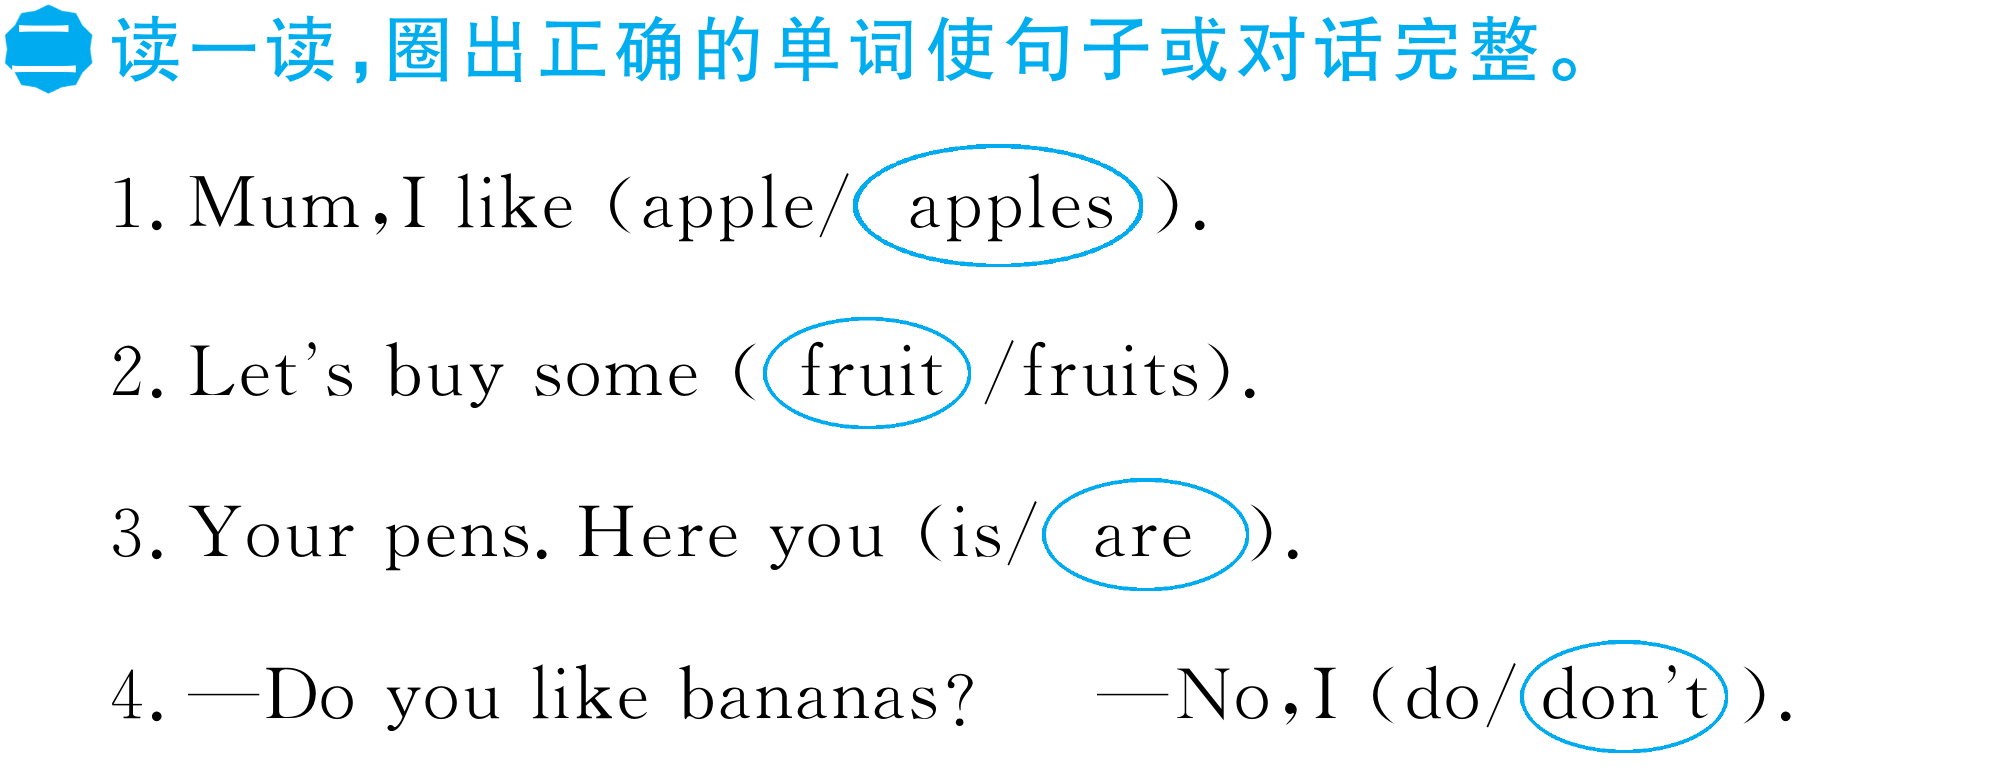 二 读一读,圈出正确的单词使句子或对话完整。
1. Mum,I like (apple/ apples).
2. Let's buy some ( fruit /fruits).
3. Your pens. Here you (is/ are ).
4. —Do you like bananas? —No,I (do/don't).